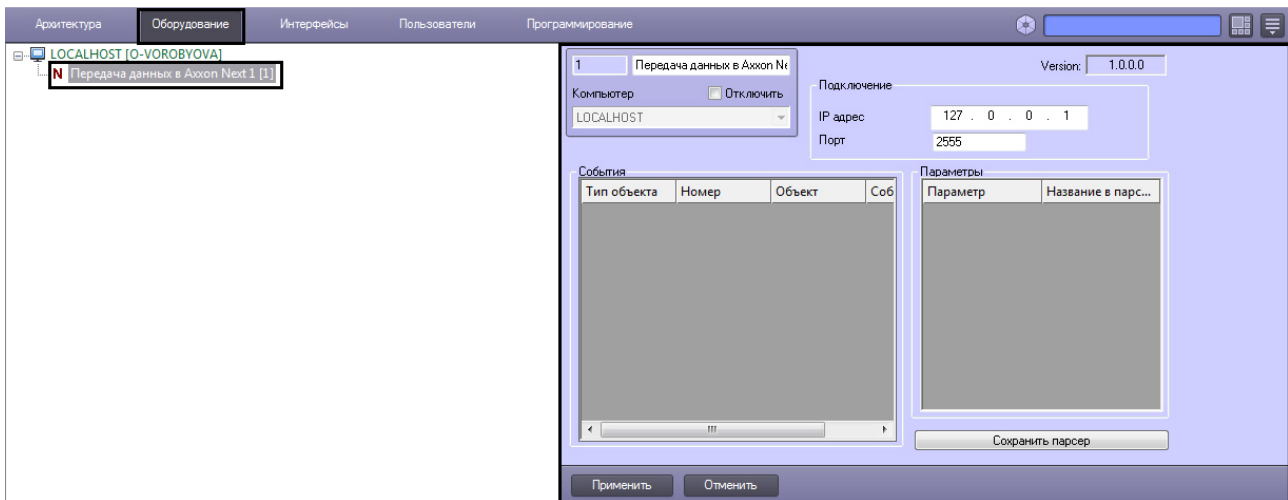 Архитектура Оборудование Интерфейсы Пользователи Программирование
LOCALHOST [O-VOROBYOVA]
N Передача данных в Axxon Next 1 [1]
1 Передача данных в Axxon Ne
Version: 1.0.0.0
Компьютер Отключить
LOCALHOST
Подключение
IP адрес 127 . 0 . 0 . 1
Порт 2555
События
Тип объекта Номер Объект Соб
Параметры
Параметр Название в парс...
Сохранить парсер
Применить Отменить